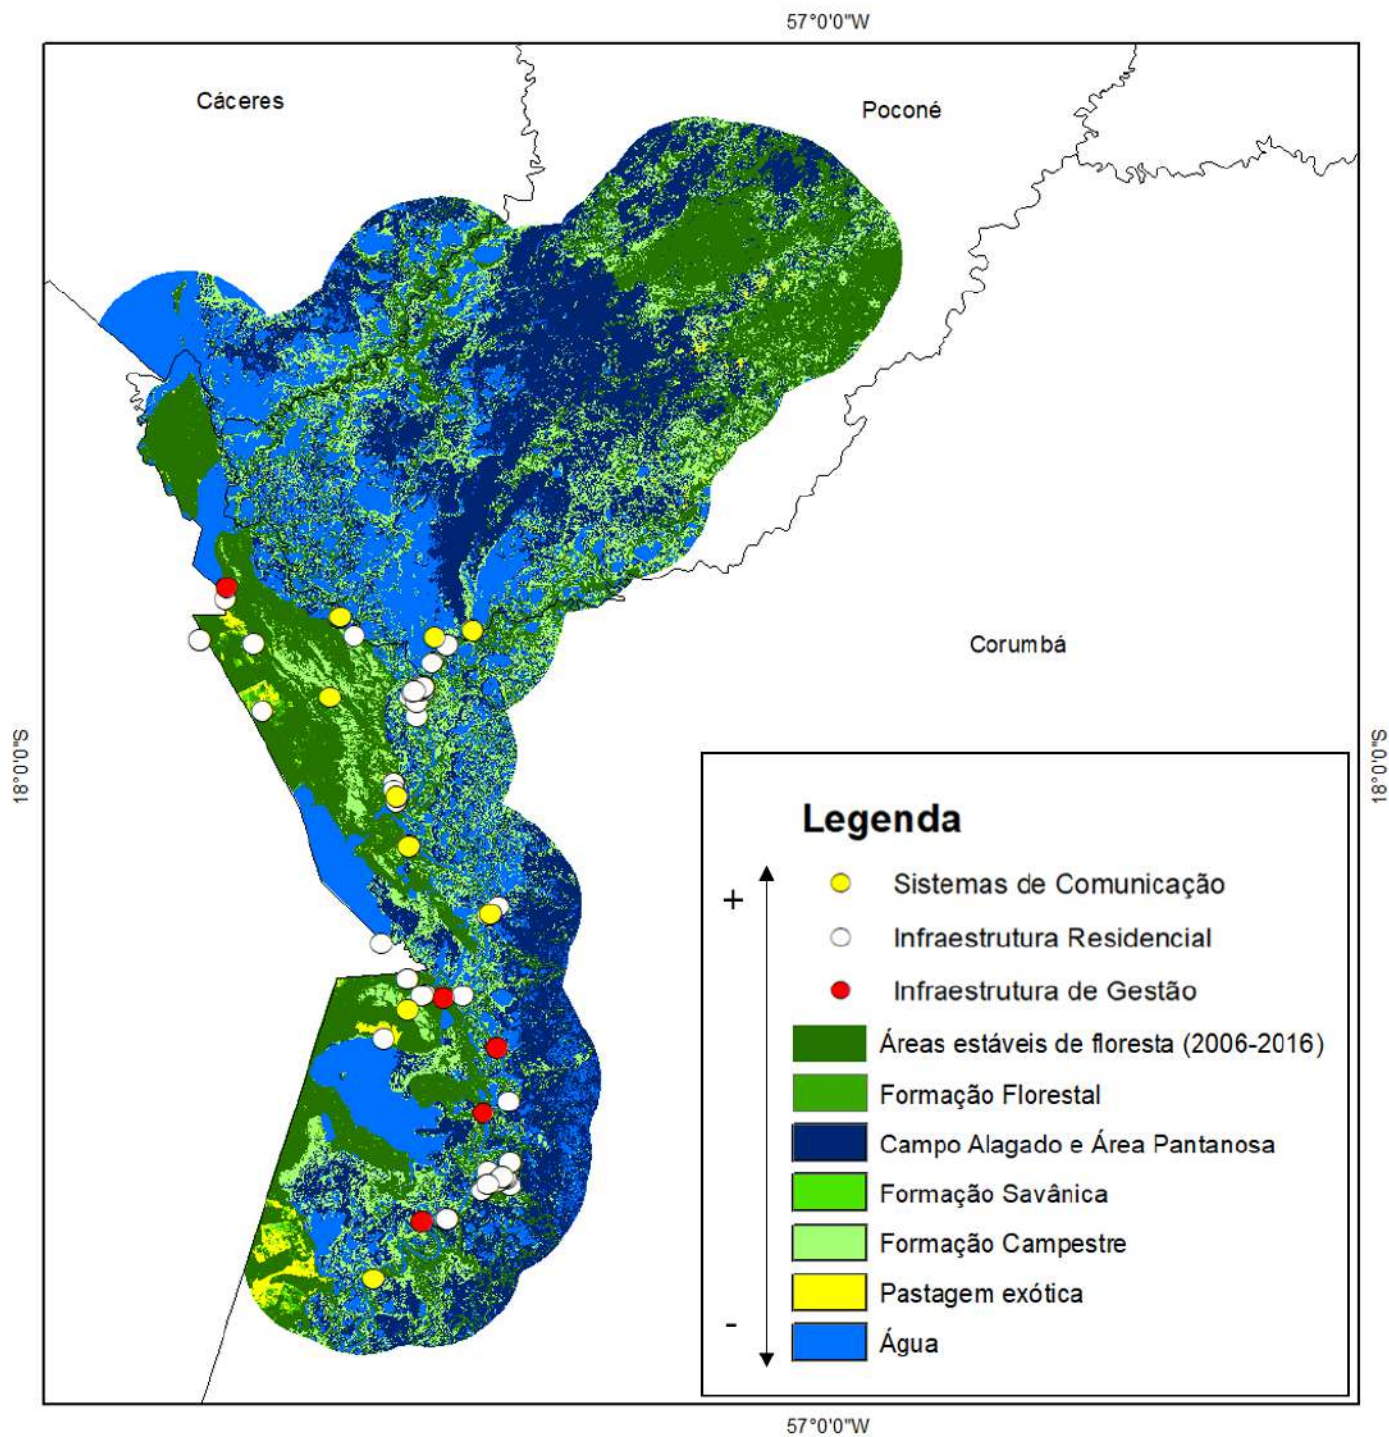 57°0'0"W
Cáceres
Poconé
Corumbá
18°0'0"S
18°0'0"S
Legenda
+
Sistemas de Comunicação
Infraestrutura Residencial
Infraestrutura de Gestão
Áreas estáveis de floresta (2006-2016)
Formação Florestal
Campo Alagado e Área Pantanosa
Formação Savânica
Formação Campestre
Pastagem exótica
-
Água
57°0'0"W